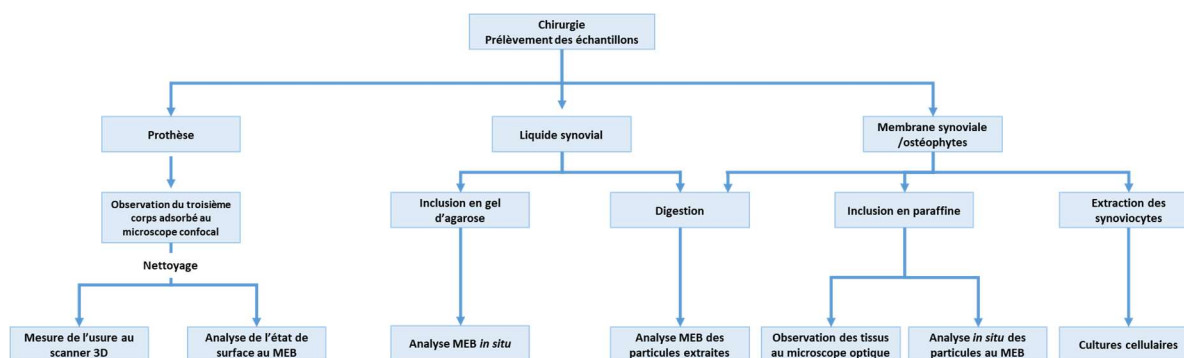 Chirurgie
Prélèvement des échantillons
Prothèse
Liquide synovial
Membrane synoviale
/ostéophytes
Observation du troisième
corps adsorbé au
microscope confocal
Inclusion en gel
d'agarose
Digestion
Inclusion en paraffine
Extraction des
synoviocytes
Nettoyage
Mesure de l'usure au
scanner 3D
Analyse de l'état de
surface au MEB
Analyse MEB in situ
Analyse MEB des
particules extraites
Observation des tissus
au microscope optique
Analyse in situ des
particules au MEB
Cultures cellulaires